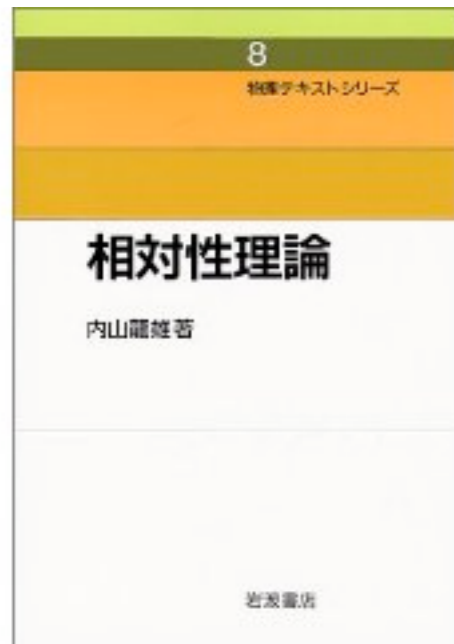 8
物理テキストシリーズ
相対性理論
内山龍雄著
岩波書店